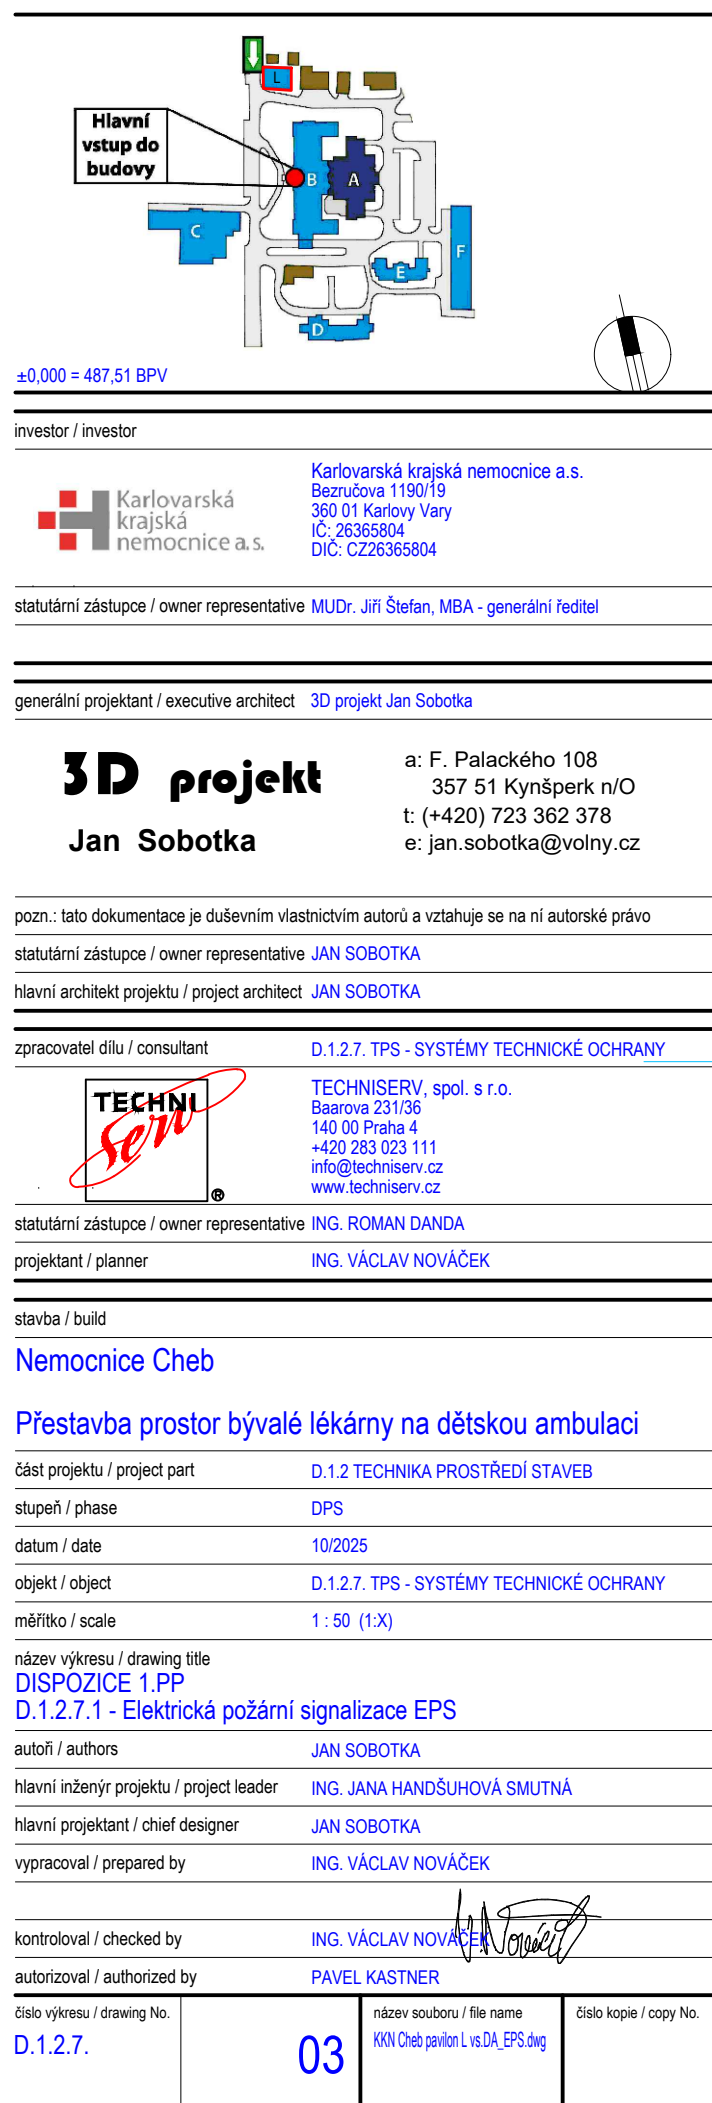 L
Hlavní
vstup do
budovy
B
A
C
F
E
D
±0,000 = 487,51 BPV
investor / investor
Karlovarská
krajská
nemocnice a.s.
Karlovarská krajská nemocnice a.s.
Bezručova 1190/19
360 01 Karlovy Vary
IČ: 26365804
DIČ: CZ26365804
statutární zástupce / owner representative MUDr. Jiří Štefan, MBA - generální ředitel
generální projektant / executive architect 3D projekt Jan Sobotka
3D projekt
Jan Sobotka
a: F. Palackého 108
357 51 Kynšperk n/O
t: (+420) 723 362 378
e: jan.sobotka@volny.cz
pozn.: tato dokumentace je duševním vlastnictvím autorů a vztahuje se na ní autorské právo
statutární zástupce / owner representative JAN SOBOTKA
hlavní architekt projektu / project architect JAN SOBOTKA
zpracovatel dílu / consultant D.1.2.7. TPS - SYSTÉMY TECHNICKÉ OCHRANY
TECHNI
Serv
®
TECHNISERV, spol. s r.o.
Baarova 231/36
140 00 Praha 4
+420 283 023 111
info@techniserv.cz
www.techniserv.cz
statutární zástupce / owner representative ING. ROMAN DANDA
projektant / planner ING. VÁCLAV NOVÁČEK
stavba / build
Nemocnice Cheb
Přestavba prostor bývalé lékárny na dětskou ambulaci
část projektu / project part D.1.2 TECHNIKA PROSTŘEDÍ STAVEB
stupeň / phase DPS
datum / date 10/2025
objekt / object D.1.2.7. TPS - SYSTÉMY TECHNICKÉ OCHRANY
měřítko / scale 1 : 50 (1:X)
název výkresu / drawing title
DISPOZICE 1.PP
D.1.2.7.1 - Elektrická požární signalizace EPS
autoři / authors JAN SOBOTKA
hlavní inženýr projektu / project leader ING. JANA HANDŠUHOVÁ SMUTNÁ
hlavní projektant / chief designer JAN SOBOTKA
vypracoval / prepared by ING. VÁCLAV NOVÁČEK
kontroloval / checked by ING. VÁCLAV NOVÁČEK
autorizoval / authorized by PAVEL KASTNER
číslo výkresu / drawing No.
D.1.2.7.
03
název souboru / file name
KKN Cheb pavilon L vs.DA_EPS.dwg
číslo kopie / copy No.